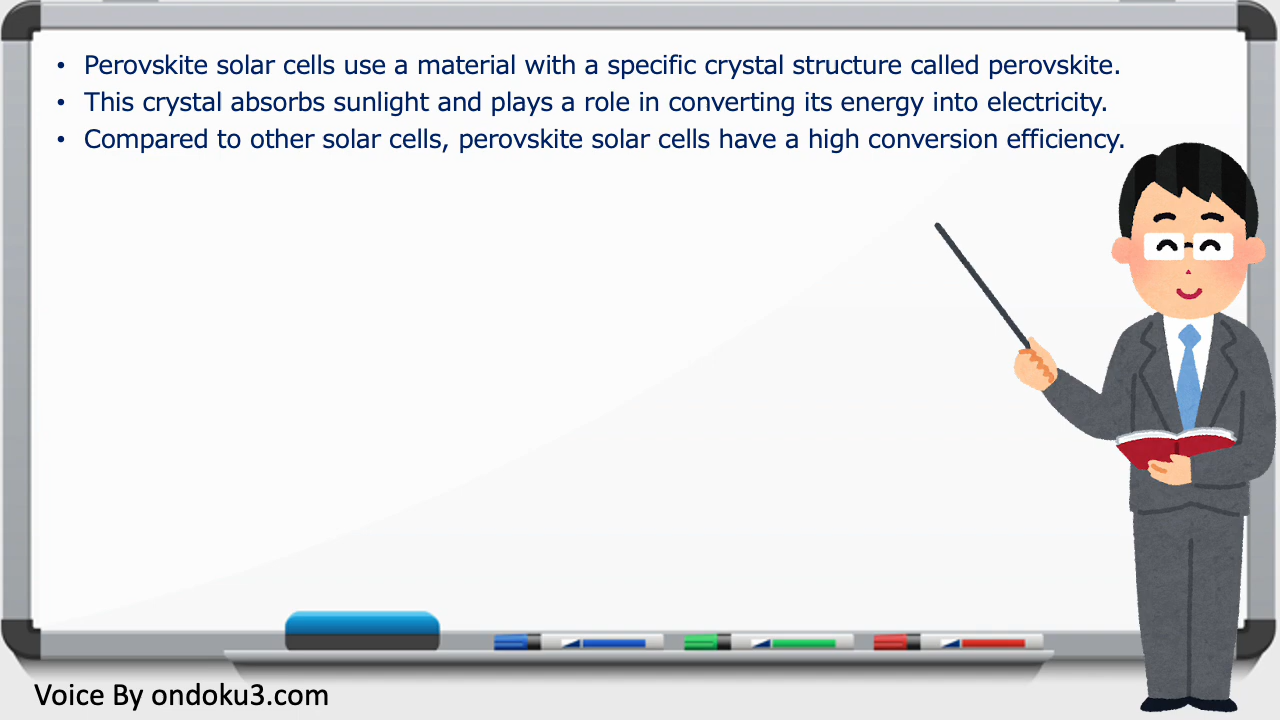 • Perovskite solar cells use a material with a specific crystal structure called perovskite.
• This crystal absorbs sunlight and plays a role in converting its energy into electricity.
• Compared to other solar cells, perovskite solar cells have a high conversion efficiency.
Voice By ondoku3.com